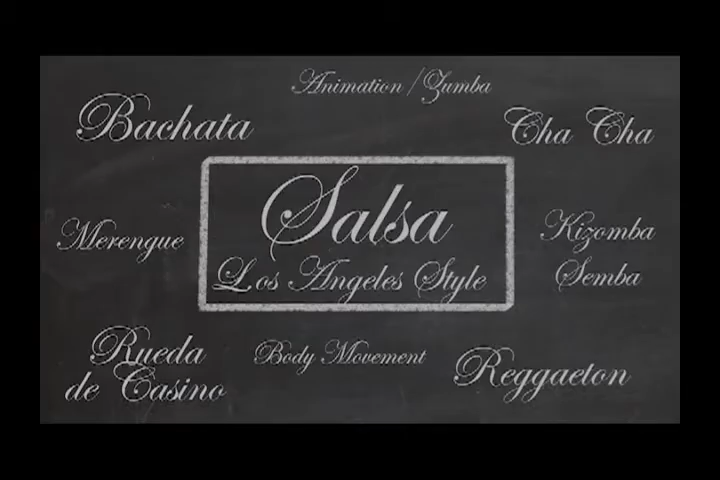 Animation/Zumba
Bachata
Cha Cha
Salsa
Los Angeles Style
Merengue
Kizomba
Semba
Rueda
de Casino
Body Movement
Reggaeton